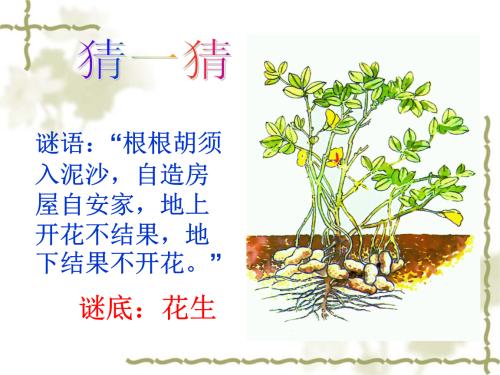 猜一猜
谜语：“根根胡须
入泥沙，自造房
屋自安家，地上
开花不结果，地
下结果不开花。”
谜底：花生